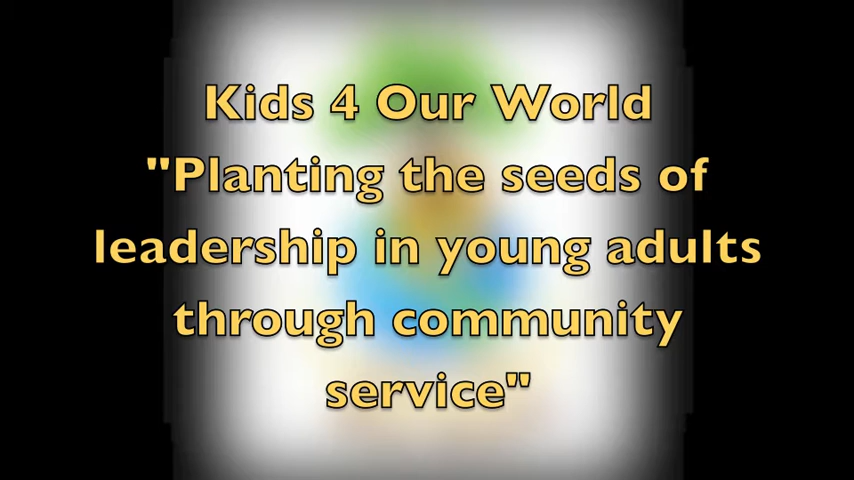 Kids 4 Our World
"Planting the seeds of
leadership in young adults
through community
service"